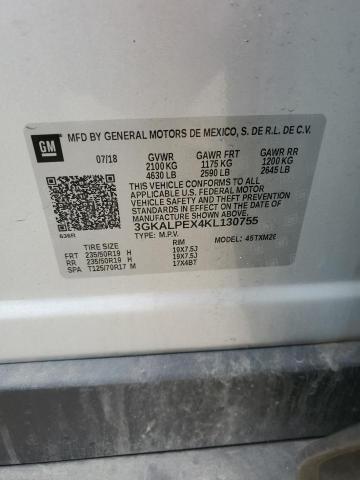 GM
MFD BY GENERAL MOTORS DE MEXICO, S. DE R.L. DE C.V.
07/18 GVWR GAWR FRT GAWR RR
2100 KG 1175 KG 1200 KG
4630 LB 2590 LB 2645 LB
THIS VEHICLE CONFORMS TO ALL
APPLICABLE U.S. FEDERAL MOTOR
VEHICLE SAFETY AND THEFT PREVENTION
STANDARDS IN EFFECT ON THE DATE OF
MANUFACTURE SHOWN ABOVE.
3GKALPEX4KL130755
TYPE: M.P.V. MODEL: 4STXM26
636R
TIRE SIZE RIM
FRT 235/50R19 H 19X7.5J
RR 235/50R19 H 19X7.5J
SPA T125/70R17 M 17X4B7